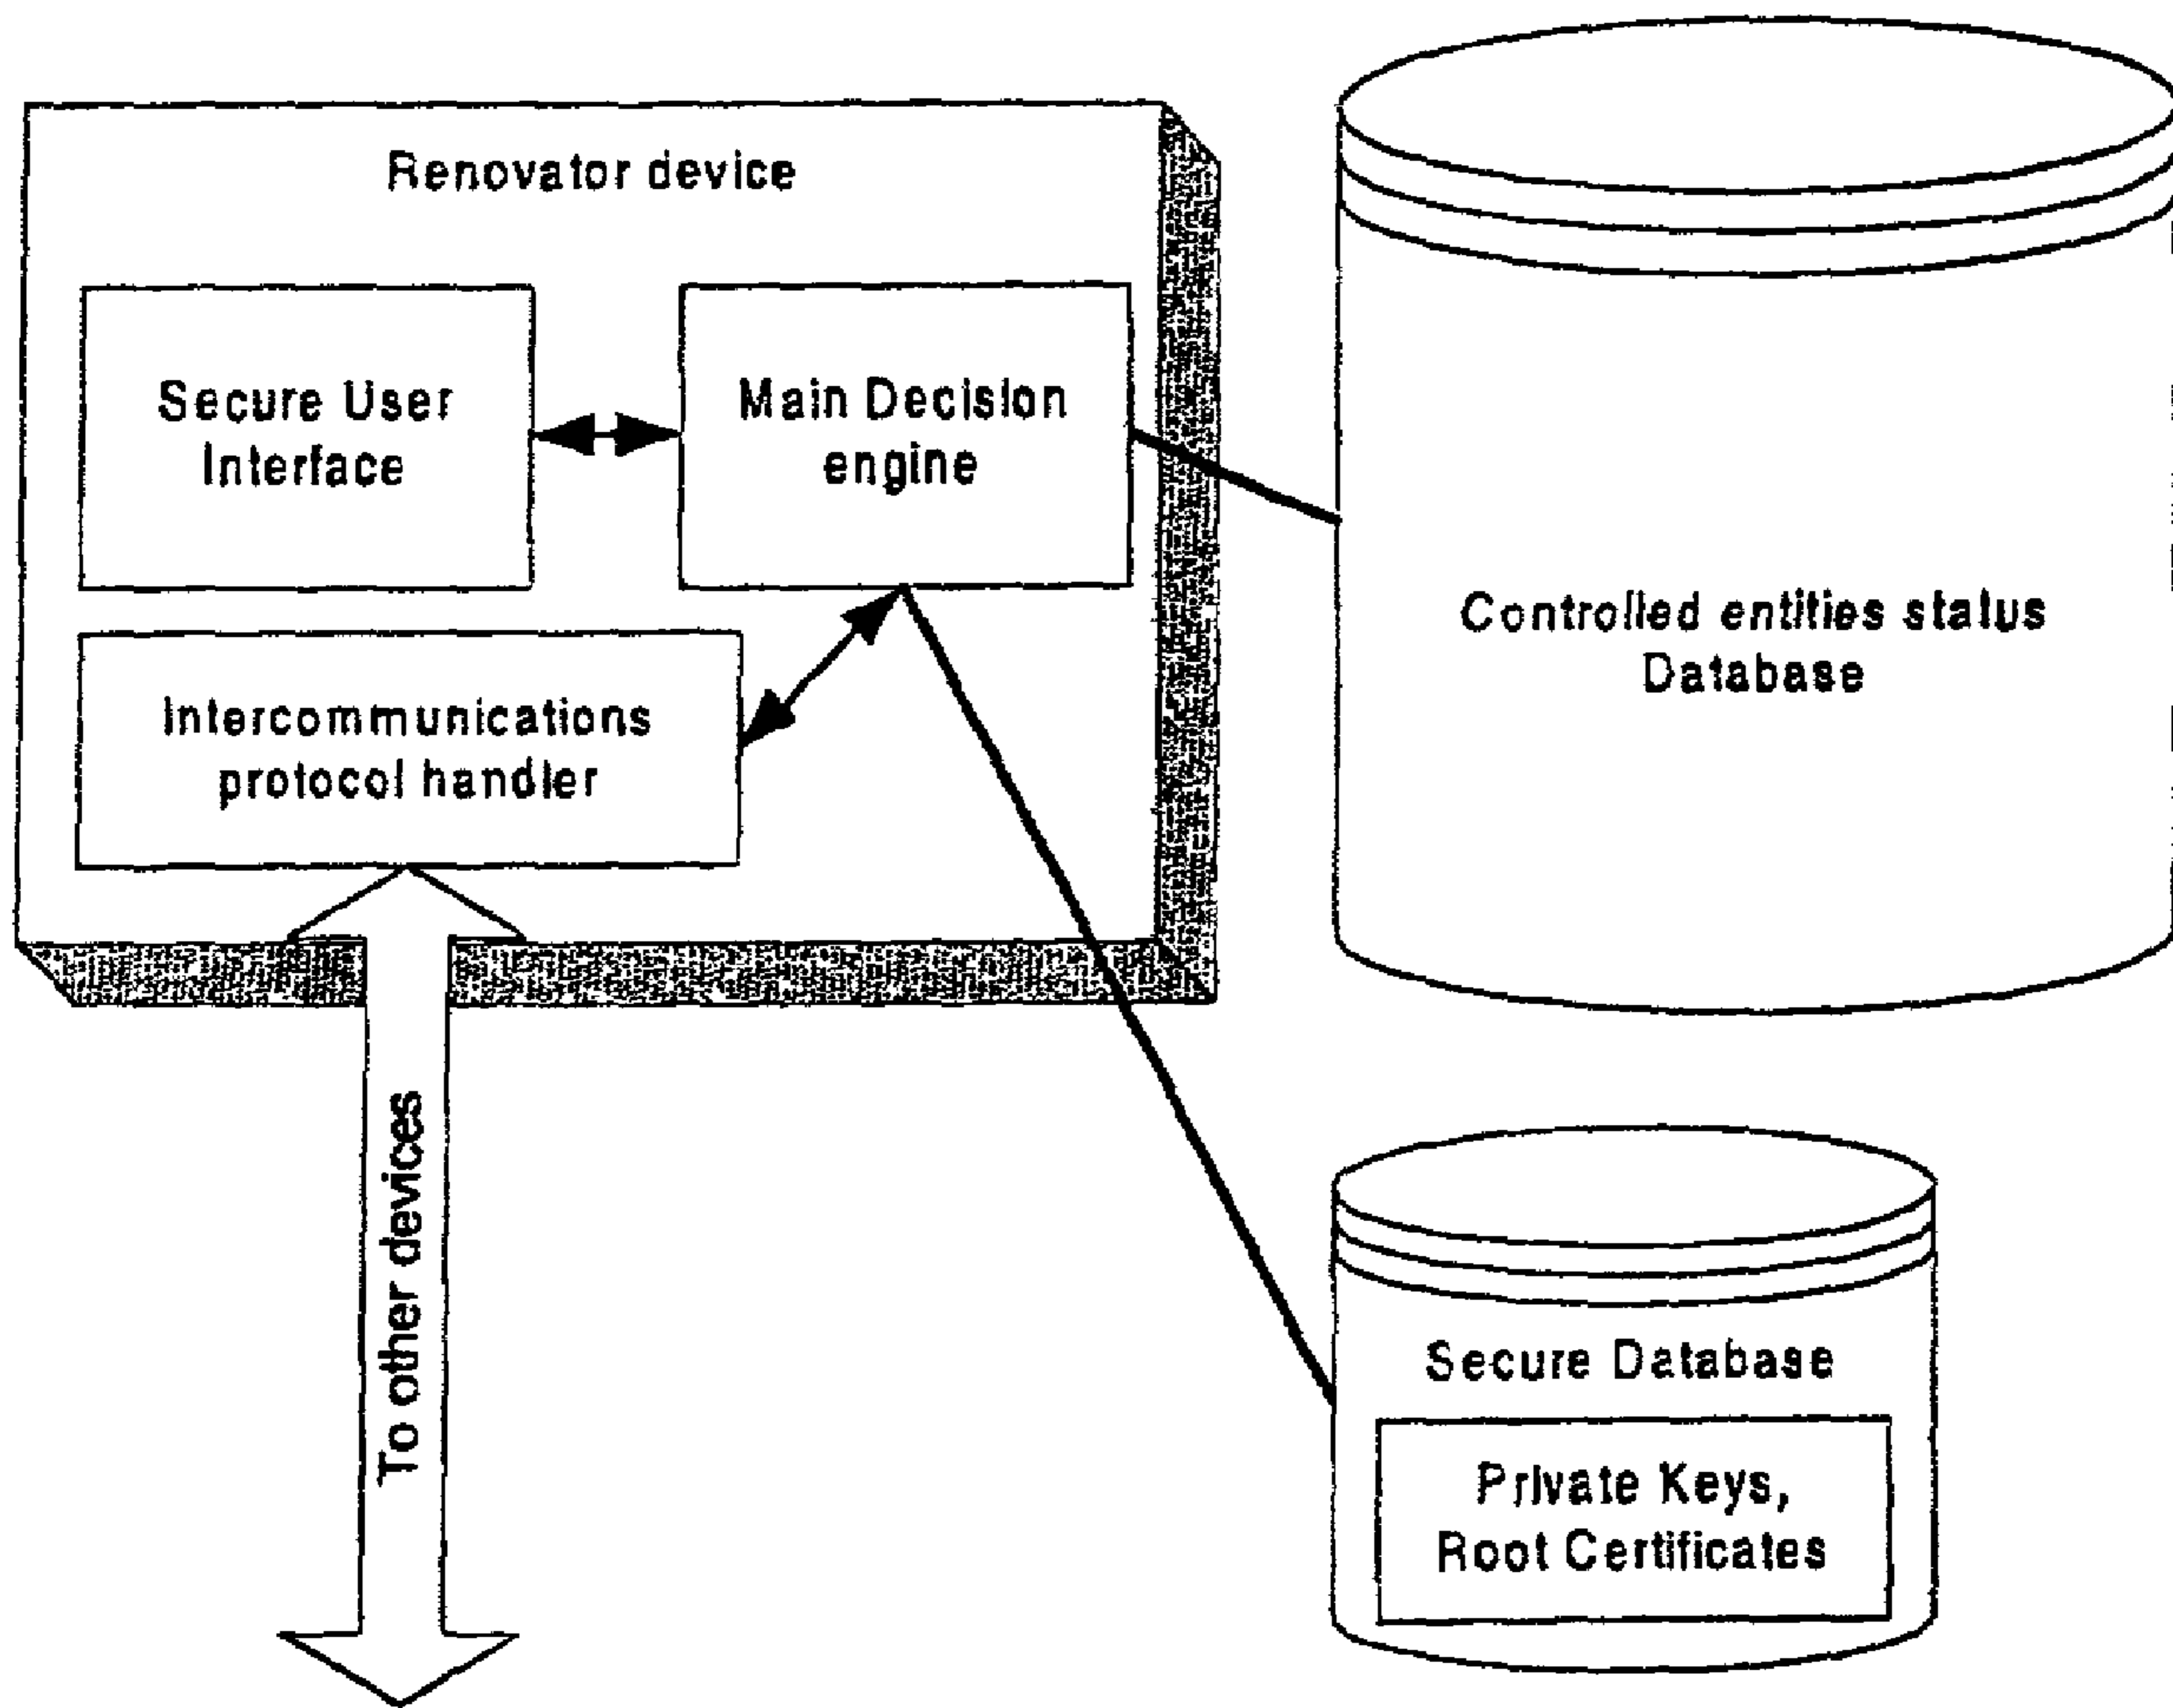 Renovator device
Secure User
Interface
Main Decision
engine
Intercommunications
protocol handler
Controlled entities status
Database
To other devices
Secure Database
Private Keys,
Root Certificates